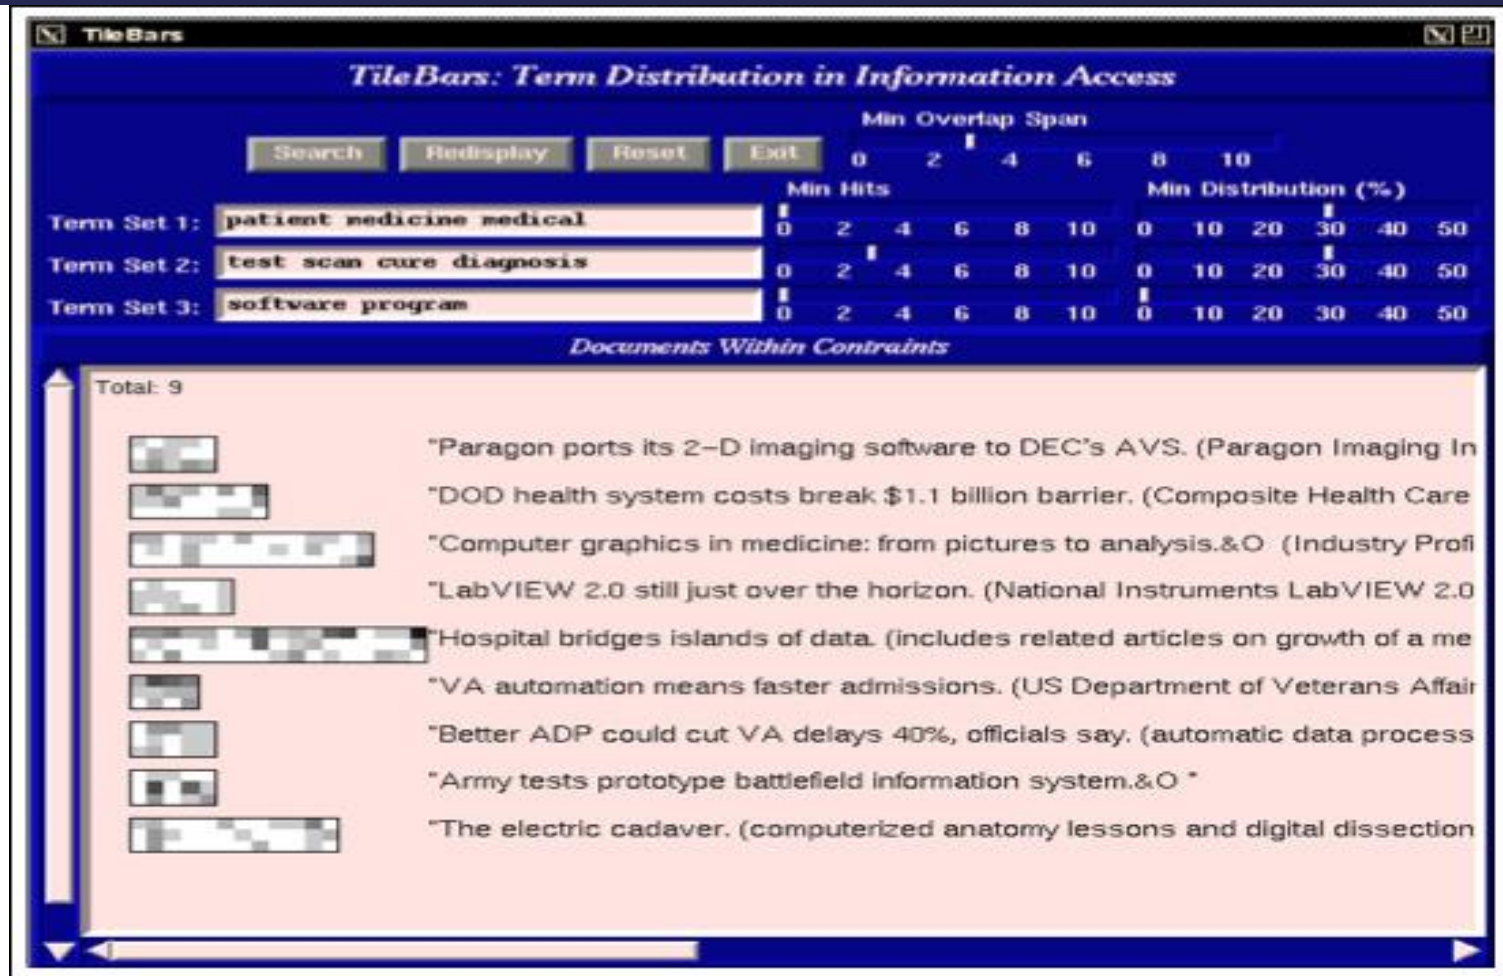 TileBars
TileBars: Term Distribution in Information Access
Min Overlap Span
Search Redisplay Reset Exit
0 2 4 6 8 10
Min Hits Min Distribution (%)
Term Set 1: patient medicine medical
0 2 4 6 8 10 0 10 20 30 40 50
Term Set 2: test scan cure diagnosis
0 2 4 6 8 10 0 10 20 30 40 50
Term Set 3: software program
0 2 4 6 8 10 0 10 20 30 40 50
Documents Within Contraints
Total: 9
"Paragon ports its 2-D imaging software to DEC's AVS. (Paragon Imaging In
"DOD health system costs break $1.1 billion barrier. (Composite Health Care
"Computer graphics in medicine: from pictures to analysis.&O (Industry Profi
"LabVIEW 2.0 still just over the horizon. (National Instruments LabVIEW 2.0
"Hospital bridges islands of data. (includes related articles on growth of a me
"VA automation means faster admissions. (US Department of Veterans Affair
"Better ADP could cut VA delays 40%, officials say. (automatic data process
"Army tests prototype battlefield information system.&O "
"The electric cadaver. (computerized anatomy lessons and digital dissection